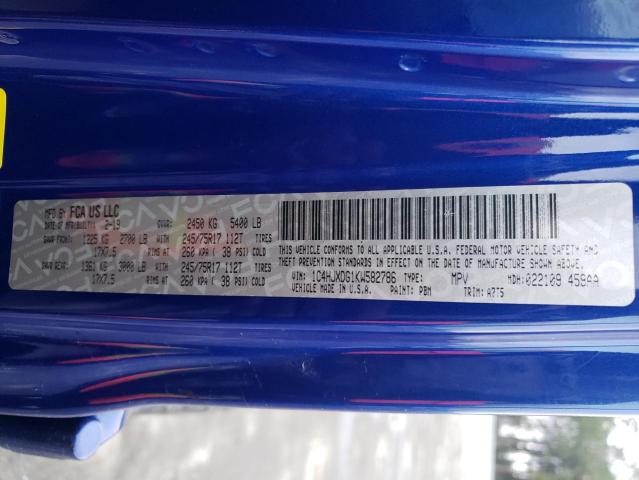 MFD BY FCA US LLC
DATE OF MFR(BUILT): 2-19 GVWR: 2450 KG 5400 LB
GAWR FRONT: 1225 KG 2700 LB 245/75R17 112T TIRES
17X7.5 RIMS AT 260 KPA ( 38 PSI) COLD
GAWR REAR: 1361 KG 3000 LB 245/75R17 112T TIRES
17X7.5 RIMS AT 260 KPA ( 38 PSI) COLD
THIS VEHICLE CONFORMS TO ALL APPLICABLE U.S.A. FEDERAL MOTOR VEHICLE SAFETY, BUMPER AND
THEFT PREVENTION STANDARDS IN EFFECT ON THE DATE OF MANUFACTURE SHOWN ABOVE.
VIN: 1C4HJXDG1KW582786 TYPE: MPV MDH:022109 459AA
VEHICLE MADE IN U.S.A. PAINT: PBM TRIM: A7T5